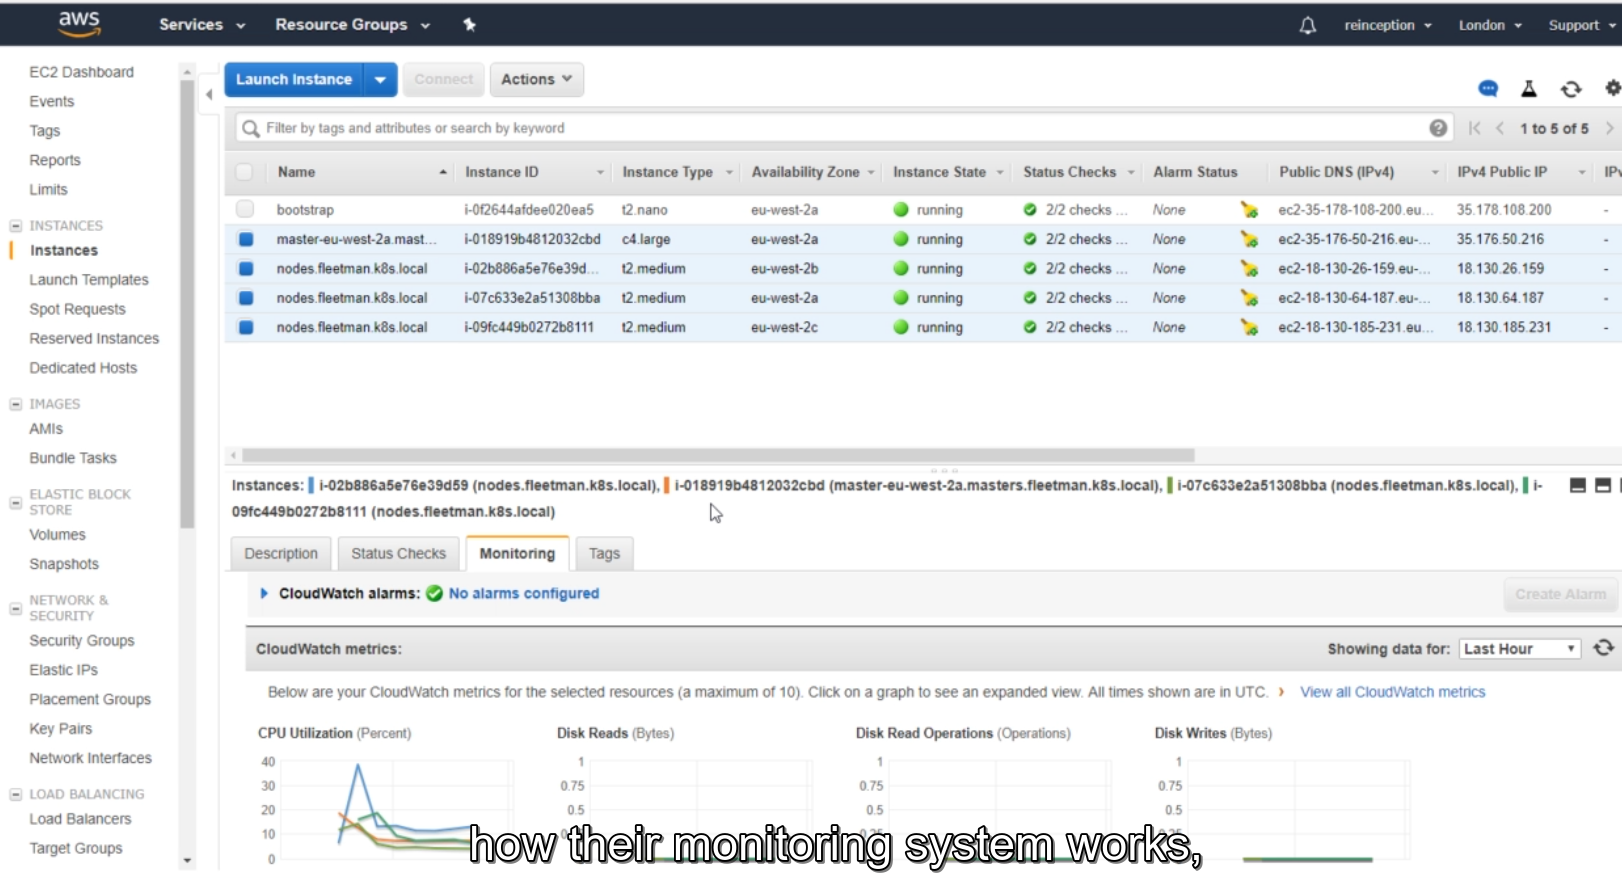 aws Services Resource Groups reinception London Support
EC2 Dashboard
Events
Tags
Reports
Limits
INSTANCES
Instances
Launch Templates
Spot Requests
Reserved Instances
Dedicated Hosts
IMAGES
AMIs
Bundle Tasks
ELASTIC BLOCK
STORE
Volumes
Snapshots
NETWORK &
SECURITY
Security Groups
Elastic IPs
Placement Groups
Key Pairs
Network Interfaces
LOAD BALANCING
Load Balancers
Target Groups
Launch Instance Connect Actions
Filter by tags and attributes or search by keyword 1 to 5 of 5
Name Instance ID Instance Type Availability Zone Instance State Status Checks Alarm Status Public DNS (IPv4) IPv4 Public IP IPv
bootstrap i-0f2644afdee020ea5 t2.nano eu-west-2a running 2/2 checks ... None ec2-35-178-108-200.eu... 35.178.108.200 -
master-eu-west-2a.mast... i-018919b4812032cbd c4.large eu-west-2a running 2/2 checks ... None ec2-35-176-50-216.eu-... 35.176.50.216 -
nodes.fleetman.k8s.local i-02b886a5e76e39d... t2.medium eu-west-2b running 2/2 checks ... None ec2-18-130-26-159.eu-... 18.130.26.159 -
nodes.fleetman.k8s.local i-07c633e2a51308bba t2.medium eu-west-2a running 2/2 checks ... None ec2-18-130-64-187.eu-... 18.130.64.187 -
nodes.fleetman.k8s.local i-09fc449b0272b8111 t2.medium eu-west-2c running 2/2 checks ... None ec2-18-130-185-231.eu... 18.130.185.231 -
Instances: i-02b886a5e76e39d59 (nodes.fleetman.k8s.local), i-018919b4812032cbd (master-eu-west-2a.masters.fleetman.k8s.local), i-07c633e2a51308bba (nodes.fleetman.k8s.local), i-
09fc449b0272b8111 (nodes.fleetman.k8s.local)
Description Status Checks Monitoring Tags
CloudWatch alarms: No alarms configured Create Alarm
CloudWatch metrics: Showing data for: Last Hour
Below are your CloudWatch metrics for the selected resources (a maximum of 10). Click on a graph to see an expanded view. All times shown are in UTC. View all CloudWatch metrics
CPU Utilization (Percent) Disk Reads (Bytes) Disk Read Operations (Operations) Disk Writes (Bytes)
40 1 1 1
30 0.75 0.75 0.75
20 0.5 0.5 0.5
10
0
how their monitoring system works,